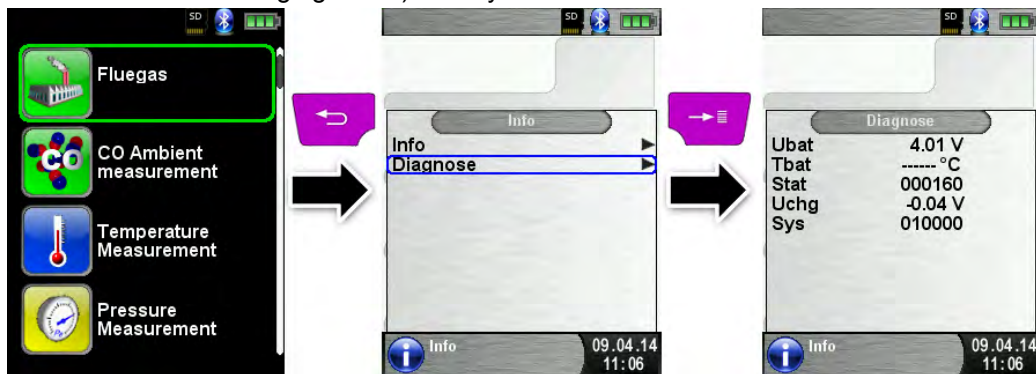 SD
Fluegas
CO
CO Ambient
measurement
Temperature
Measurement
Pa
Pressure
Measurement
SD
Info
Info
Diagnose
Info
09.04.14
11:06
SD
Diagnose
Ubat 4.01 V
Tbat ------ °C
Stat 000160
Uchg -0.04 V
Sys 010000
Info
09.04.14
11:06